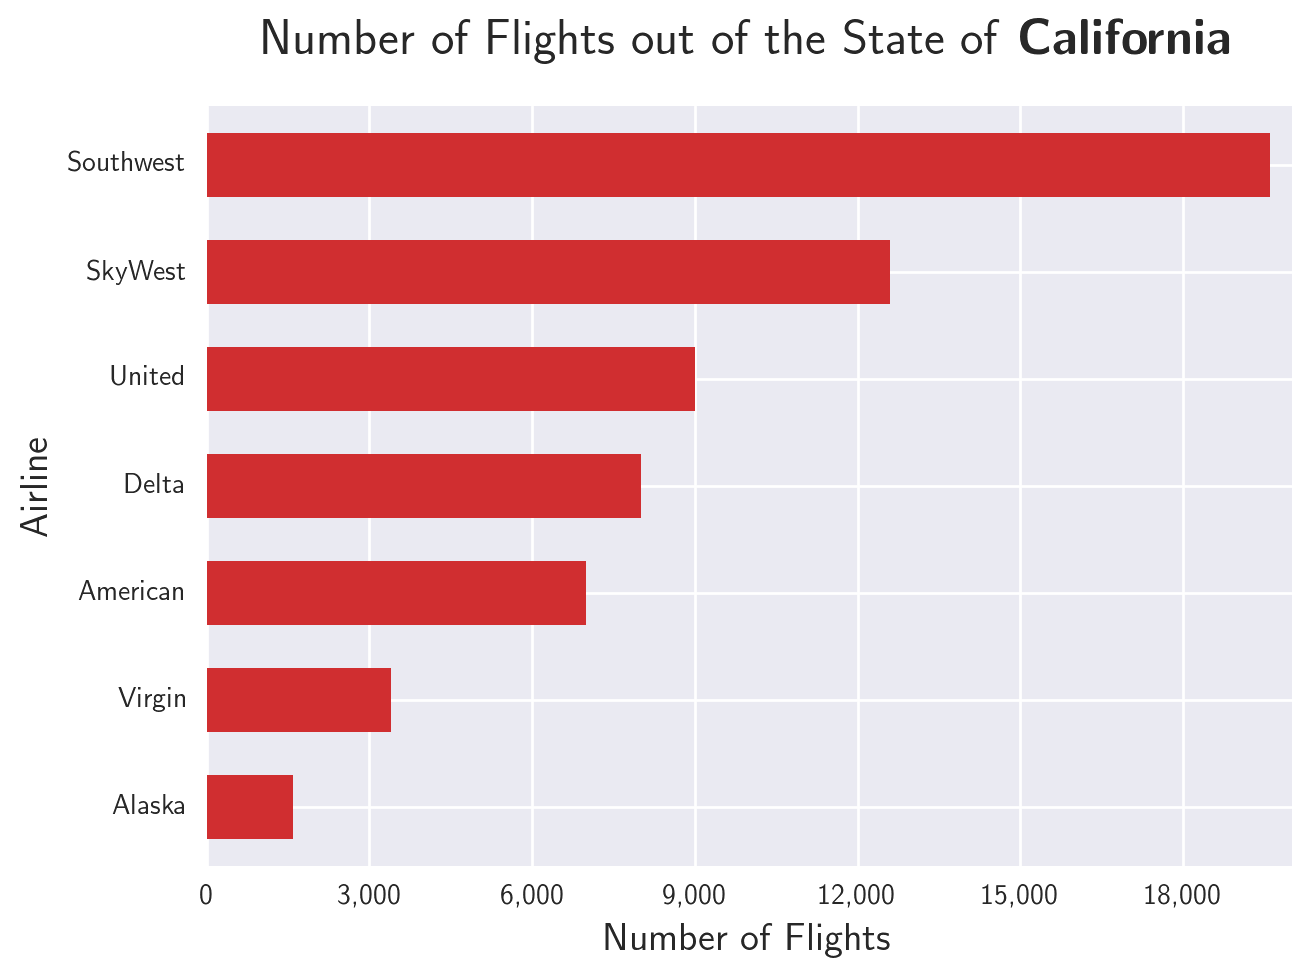 Number of Flights out of the State of California
Southwest
SkyWest
United
Delta
American
Virgin
Alaska
Airline
0 3,000 6,000 9,000 12,000 15,000 18,000
Number of Flights